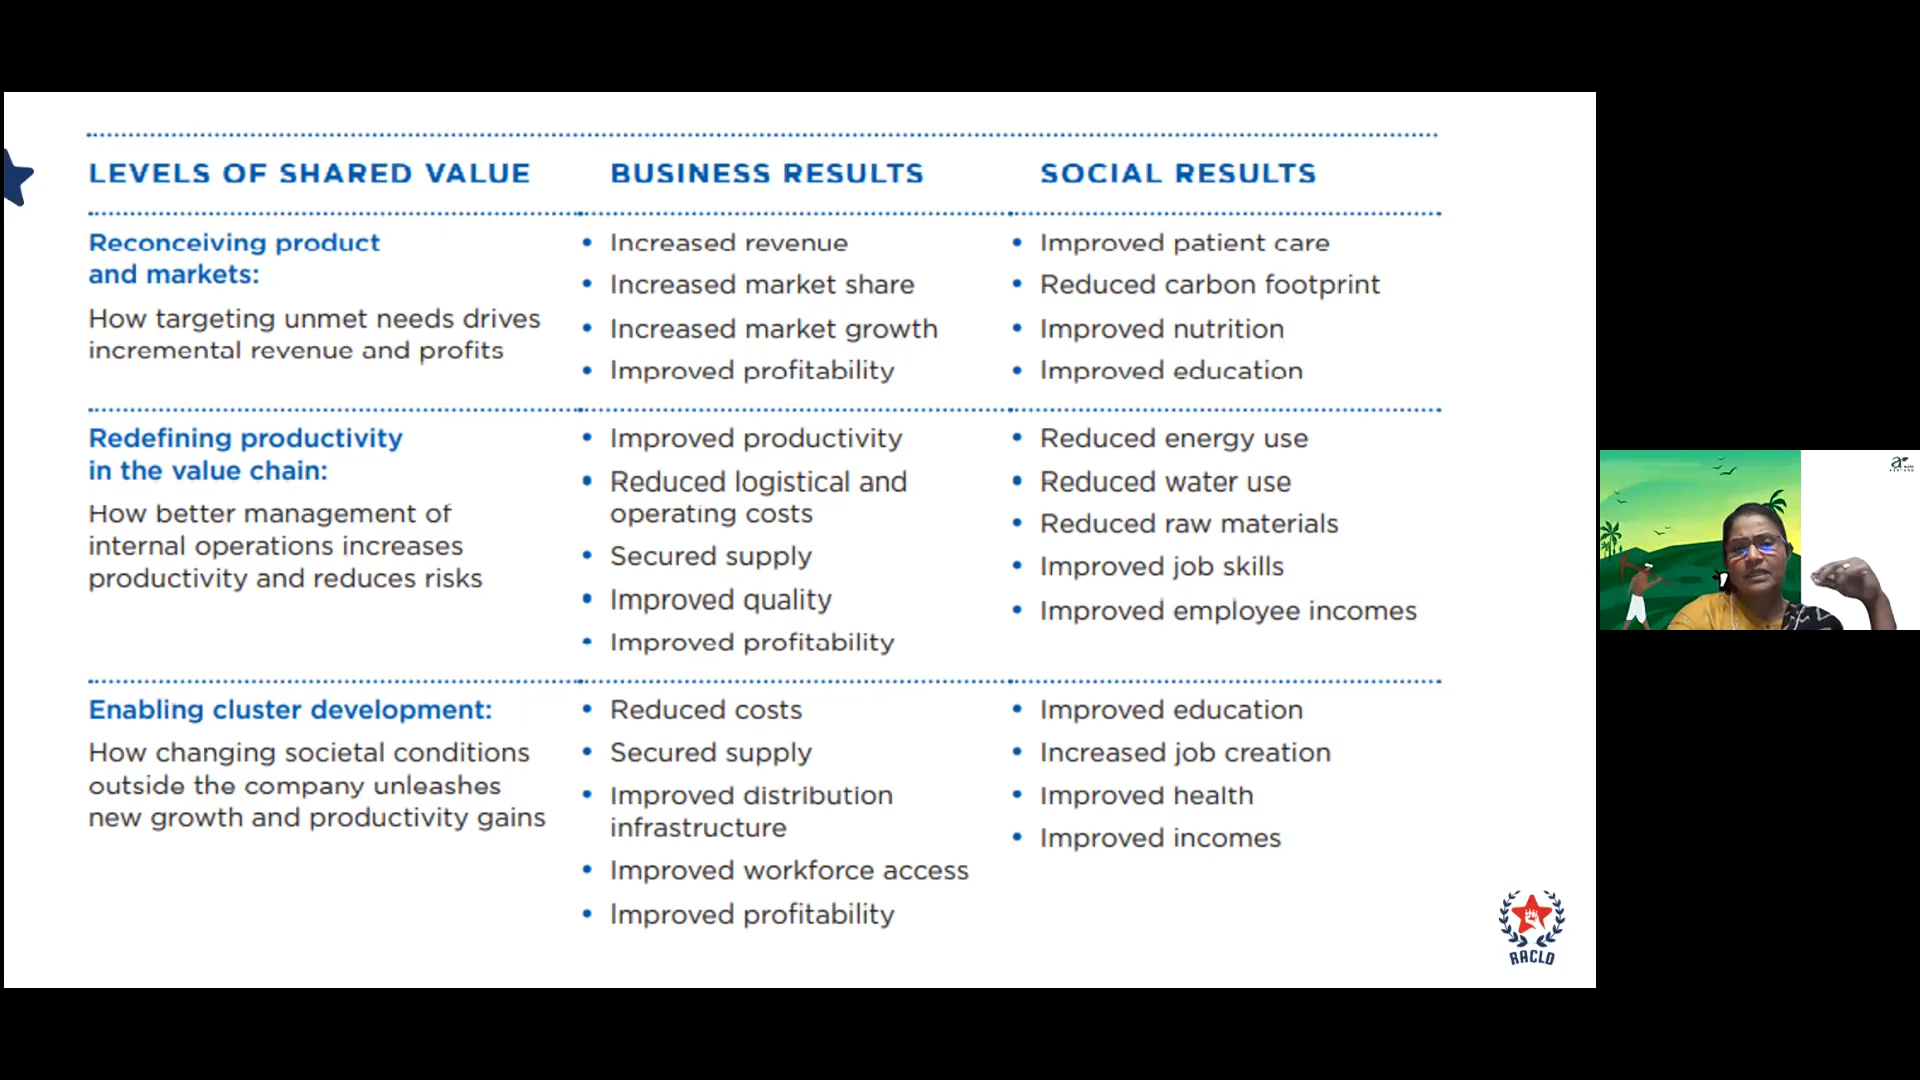 LEVELS OF SHARED VALUE
BUSINESS RESULTS
SOCIAL RESULTS
Reconceiving product
and markets:
How targeting unmet needs drives
incremental revenue and profits
• Increased revenue
• Increased market share
• Increased market growth
• Improved profitability
• Improved patient care
• Reduced carbon footprint
• Improved nutrition
• Improved education
Redefining productivity
in the value chain:
How better management of
internal operations increases
productivity and reduces risks
• Improved productivity
• Reduced logistical and
operating costs
• Secured supply
• Improved quality
• Improved profitability
• Reduced energy use
• Reduced water use
• Reduced raw materials
• Improved job skills
• Improved employee incomes
Enabling cluster development:
How changing societal conditions
outside the company unleashes
new growth and productivity gains
• Reduced costs
• Secured supply
• Improved distribution
infrastructure
• Improved workforce access
• Improved profitability
• Improved education
• Increased job creation
• Improved health
• Improved incomes
RACLD